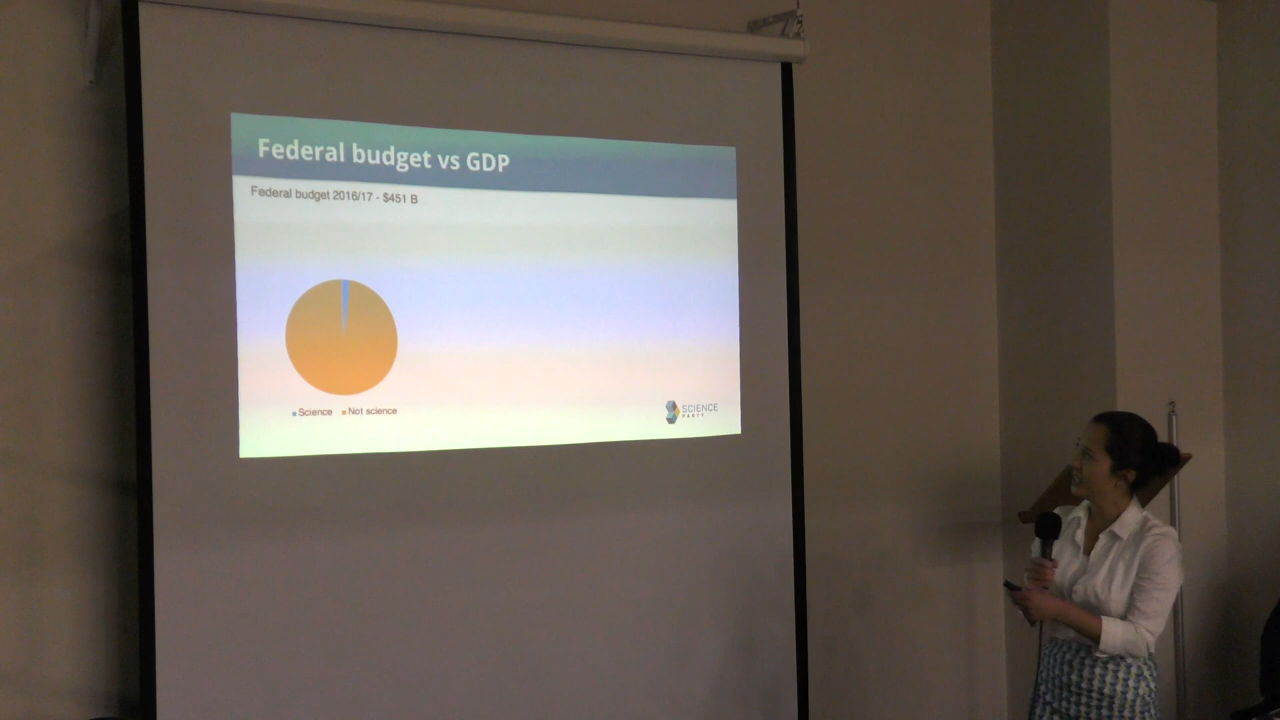 Federal budget vs GDP
Federal budget 2016/17 - $451 B
Science Not science
SCIENCE
PARTY